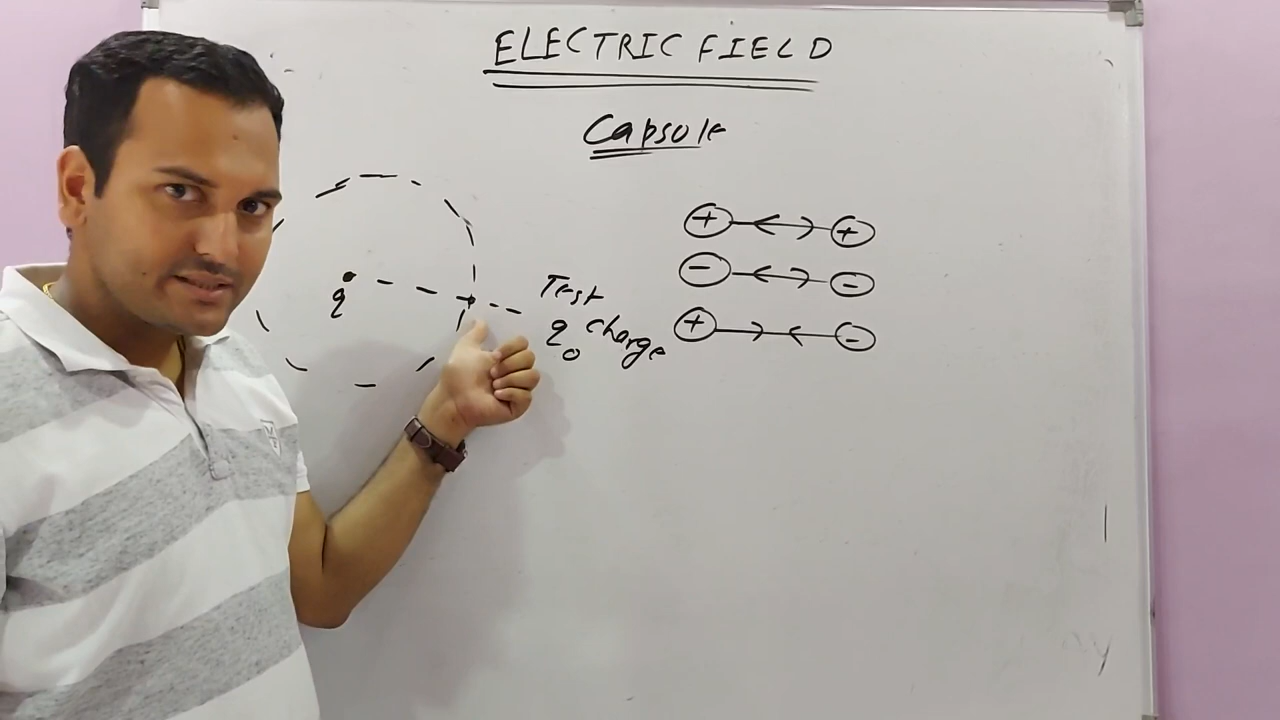 ELECTRIC FIELD
Capsule
+ +
- -
+ -
q
Test
q₀ charge